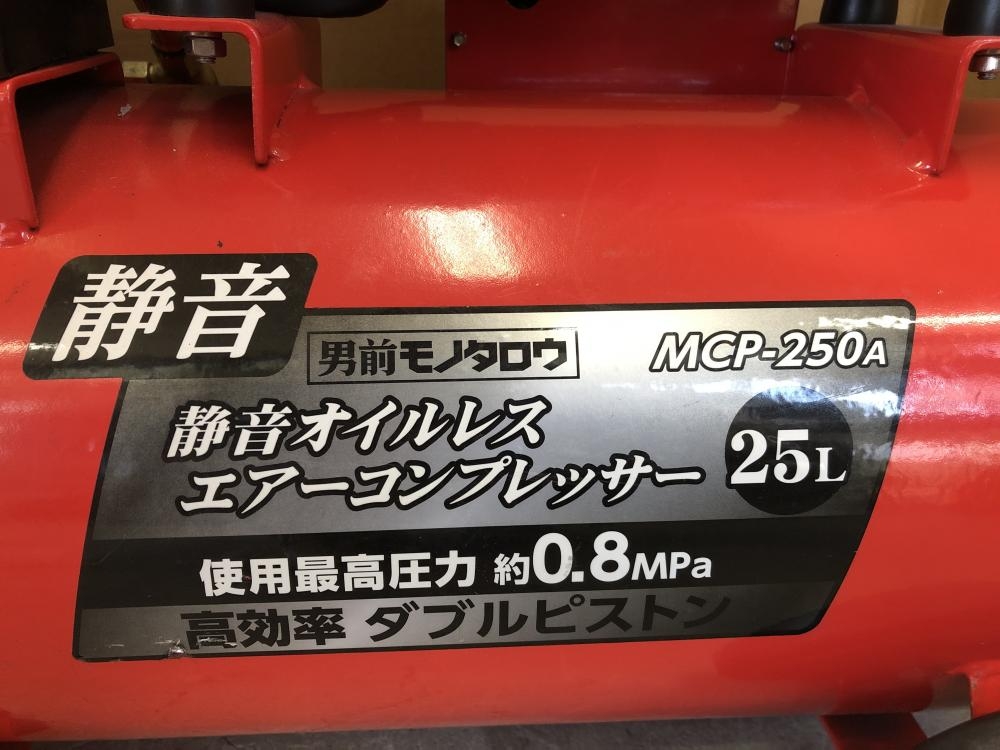 静音
男前モノタロウ
MCP-250A
静音オイルレス
エアーコンプレッサー
25L
使用最高圧力 約0.8MPa
高効率 ダブルピストン